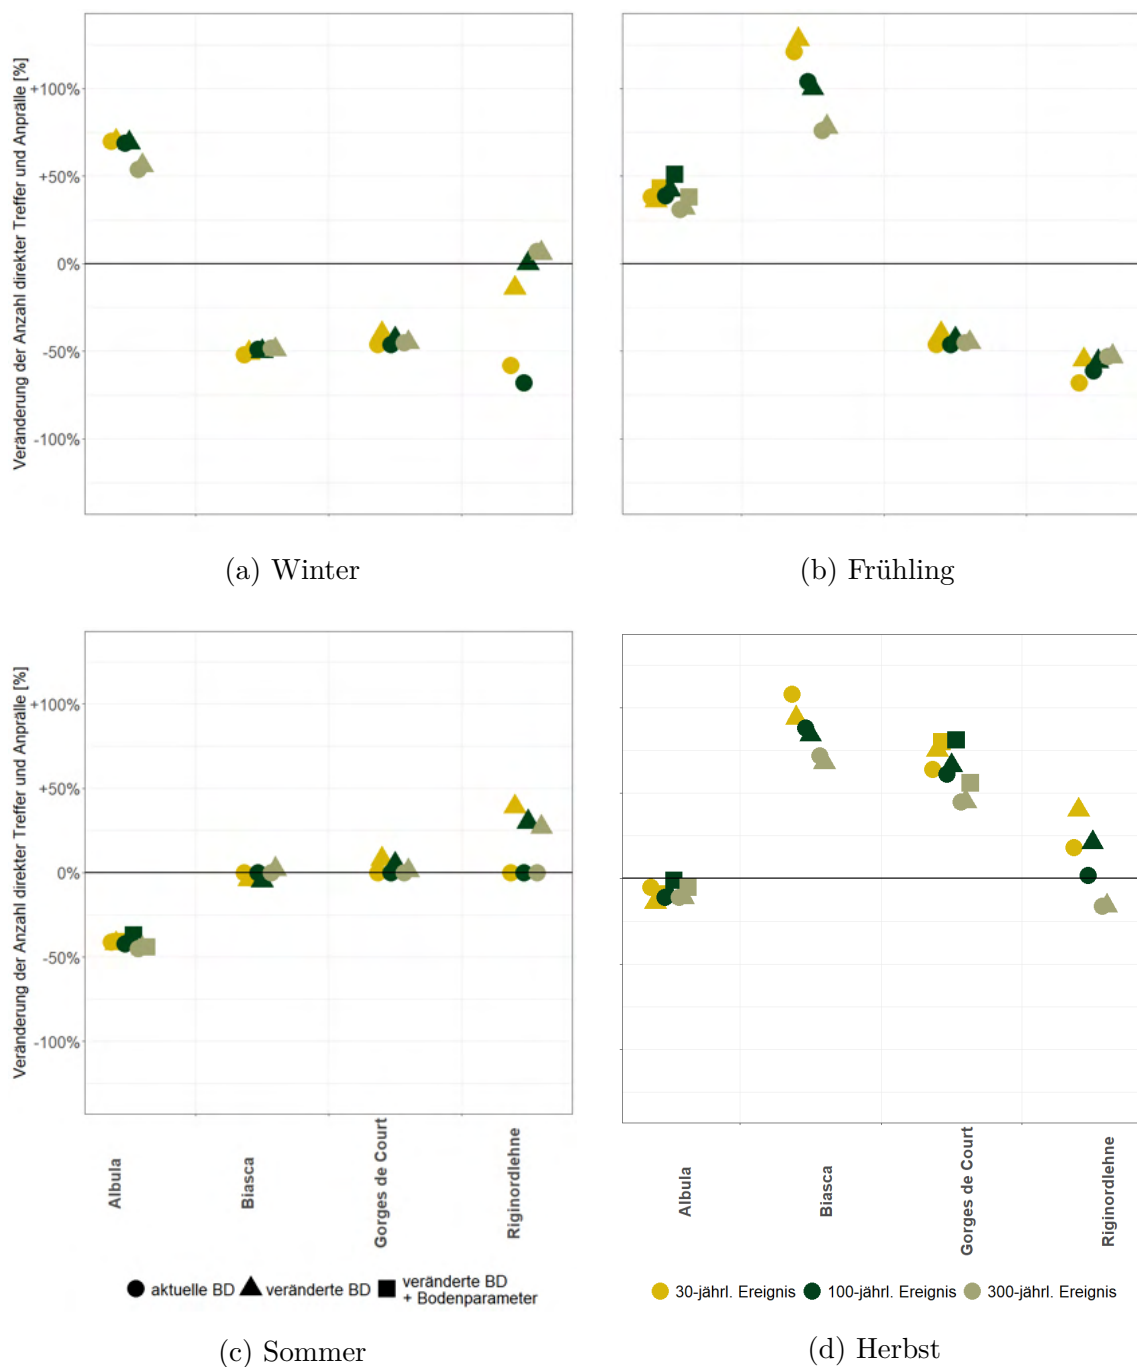 Veränderung der Anzahl direkter Treffer und Anprälle [%]
+100%
+50%
0%
-50%
-100%
(a) Winter
(b) Frühling
Veränderung der Anzahl direkter Treffer und Anprälle [%]
+100%
+50%
0%
-50%
-100%
Albula
Biasca
Gorges de Court
Riginordlehne
Albula
Biasca
Gorges de Court
Riginordlehne
aktuelle BD
veränderte BD
veränderte BD
+ Bodenparameter
30-jährl. Ereignis
100-jährl. Ereignis
300-jährl. Ereignis
(c) Sommer
(d) Herbst